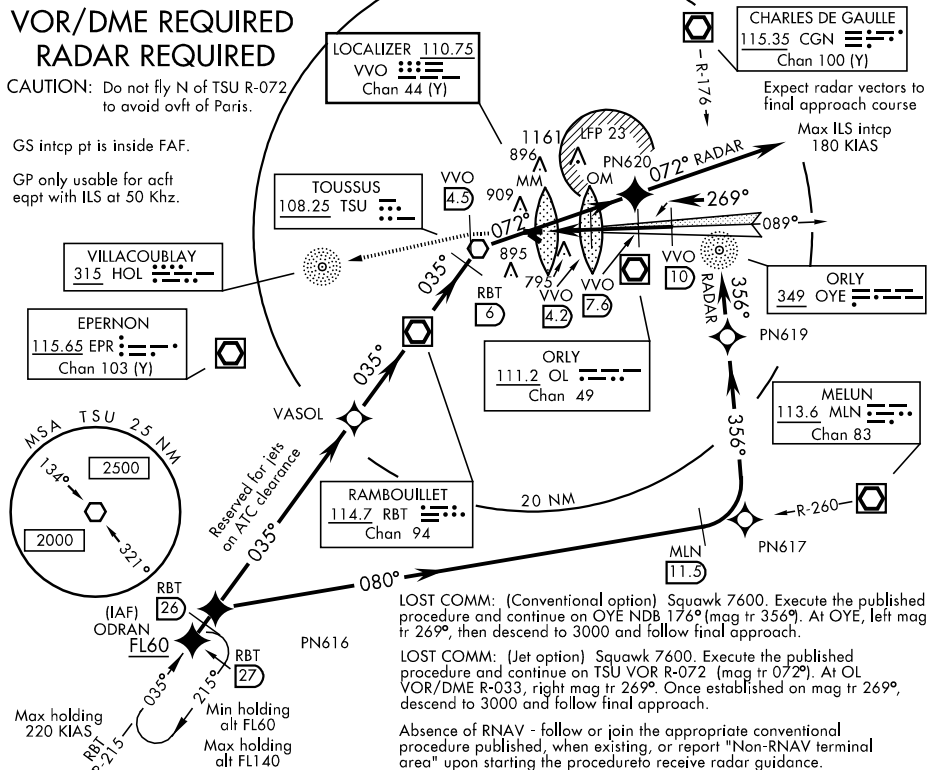 VOR/DME REQUIRED
RADAR REQUIRED
CAUTION: Do not fly N of TSU R-072
to avoid ovft of Paris.
GS intcp pt is inside FAF.
GP only usable for acft
eqpt with ILS at 50 Khz.
LOCALIZER 110.75
VVO
Chan 44 (Y)
CHARLES DE GAULLE
115.35 CGN
Chan 100 (Y)
R-176
Expect radar vectors to
final approach course
Max ILS intcp
180 KIAS
1161
896
LFP 23
PN620
072° RADAR
MM
OM
TOUSSUS
108.25 TSU
VVO
4.5
909
072°
269°
089°
VILLACOUBLAY
315 HOL
895
795
VVO
4.2
VVO
7.6
VVO
10
RBT
6
035°
ORLY
349 OYE
RADAR
356°
EPERNON
115.65 EPR
Chan 103 (Y)
035°
ORLY
111.2 OL
Chan 49
PN619
MELUN
113.6 MLN
Chan 83
356°
VASOL
MSA TSU 25 NM
134°
2500
2000
321°
Reserved for jets
on ATC clearance
035°
RAMBOUILLET
114.7 RBT
Chan 94
20 NM
R-260
PN617
MLN
11.5
080°
RBT
26
(IAF)
ODRAN
FL60
PN616
RBT
27
035°
215°
Max holding
220 KIAS
RBT
R-215
Min holding
alt FL60
Max holding
alt FL140
LOST COMM: (Conventional option) Squawk 7600. Execute the published
procedure and continue on OYE NDB 176° (mag tr 356°). At OYE, left mag
tr 269°, then descend to 3000 and follow final approach.
LOST COMM: (Jet option) Squawk 7600. Execute the published
procedure and continue on TSU VOR R-072 (mag tr 072°). At OL
VOR/DME R-033, right mag tr 269°. Once established on mag tr 269°,
descend to 3000 and follow final approach.
Absence of RNAV - follow or join the appropriate conventional
procedure published, when existing, or report "Non-RNAV terminal
area" upon starting the procedureto receive radar guidance.